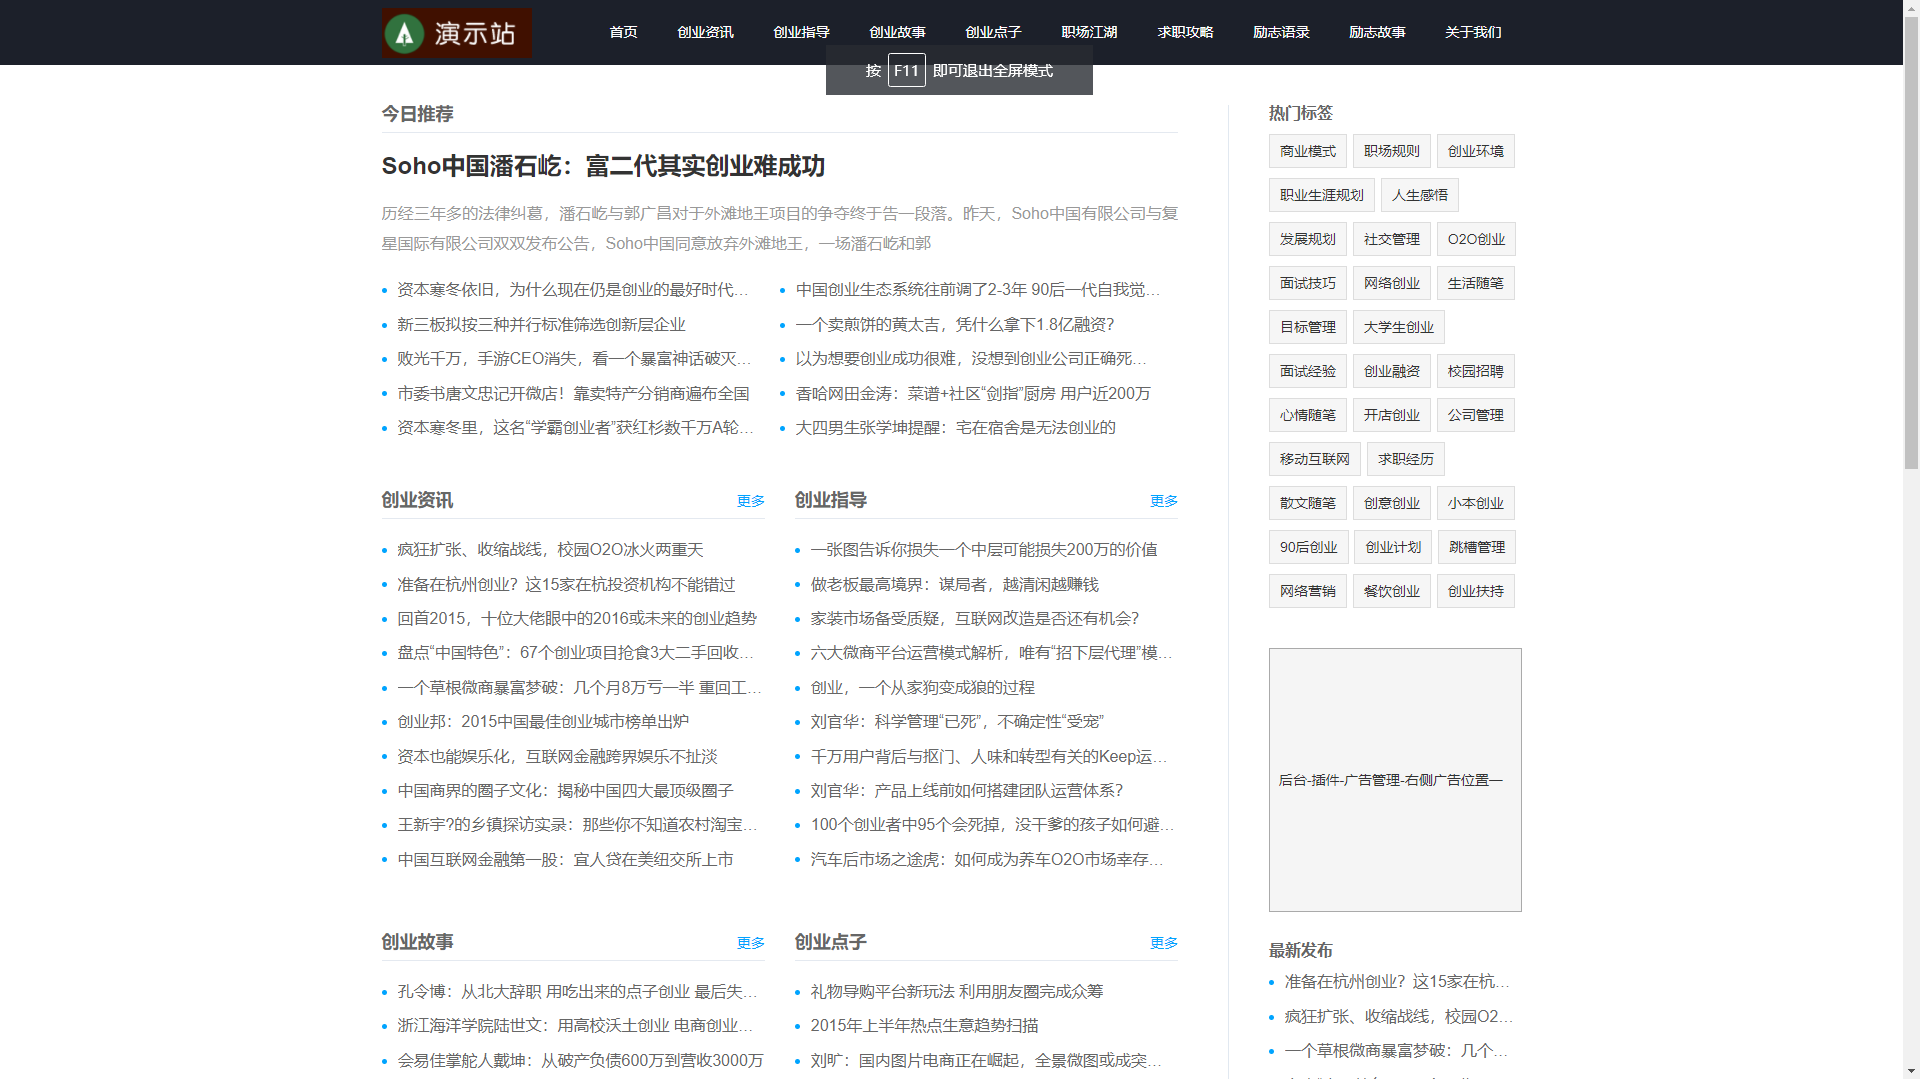 演示站
首页
创业资讯
创业指导
创业故事
创业点子
职场江湖
求职攻略
励志语录
励志故事
关于我们
按 F11 即可退出全屏模式
今日推荐
Soho中国潘石屹：富二代其实创业难成功
历经三年多的法律纠葛，潘石屹与郭广昌对于外滩地王项目的争夺终于告一段落。昨天，Soho中国有限公司与复
星国际有限公司双双发布公告，Soho中国同意放弃外滩地王，一场潘石屹和郭
资本寒冬依旧，为什么现在仍是创业的最好时代…
中国创业生态系统往前调了2-3年 90后一代自我觉…
新三板拟按三种并行标准筛选创新层企业
一个卖煎饼的黄太吉，凭什么拿下1.8亿融资？
败光千万，手游CEO消失，看一个暴富神话破灭…
以为想要创业成功很难，没想到创业公司正确死…
市委书唐文忠记开微店！靠卖特产分销商遍布全国
香哈网田金涛：菜谱+社区“剑指”厨房 用户近200万
资本寒冬里，这名“学霸创业者”获红杉数千万A轮…
大四男生张学坤提醒：宅在宿舍是无法创业的
创业资讯
更多
疯狂扩张、收缩战线，校园O2O冰火两重天
准备在杭州创业？这15家在杭投资机构不能错过
回首2015，十位大佬眼中的2016或未来的创业趋势
盘点“中国特色”：67个创业项目抢食3大二手回收…
一个草根微商暴富梦破：几个月8万亏一半 重回工…
创业邦：2015中国最佳创业城市榜单出炉
资本也能娱乐化，互联网金融跨界娱乐不扯淡
中国商界的圈子文化：揭秘中国四大最顶级圈子
王新宇?的乡镇探访实录：那些你不知道农村淘宝…
中国互联网金融第一股：宜人贷在美纽交所上市
创业指导
更多
一张图告诉你损失一个中层可能损失200万的价值
做老板最高境界：谋局者，越清闲越赚钱
家装市场备受质疑，互联网改造是否还有机会？
六大微商平台运营模式解析，唯有“招下层代理”模…
创业，一个从家狗变成狼的过程
刘官华：科学管理“已死”，不确定性“受宠”
千万用户背后与抠门、人味和转型有关的Keep运…
刘官华：产品上线前如何搭建团队运营体系？
100个创业者中95个会死掉，没干爹的孩子如何避…
汽车后市场之途虎：如何成为养车O2O市场幸存…
创业故事
更多
孔令博：从北大辞职 用吃出来的点子创业 最后失…
浙江海洋学院陆世文：用高校沃土创业 电商创业…
会易佳掌舵人戴坤：从破产负债600万到营收3000万
创业点子
更多
礼物导购平台新玩法 利用朋友圈完成众筹
2015年上半年热点生意趋势扫描
刘旷：国内图片电商正在崛起，全景微图或成突…
热门标签
商业模式
职场规则
创业环境
职业生涯规划
人生感悟
发展规划
社交管理
O2O创业
面试技巧
网络创业
生活随笔
目标管理
大学生创业
面试经验
创业融资
校园招聘
心情随笔
开店创业
公司管理
移动互联网
求职经历
散文随笔
创意创业
小本创业
90后创业
创业计划
跳槽管理
网络营销
餐饮创业
创业扶持
后台-插件-广告管理-右侧广告位置一
最新发布
准备在杭州创业？这15家在杭…
疯狂扩张、收缩战线，校园O2…
一个草根微商暴富梦破：几个…